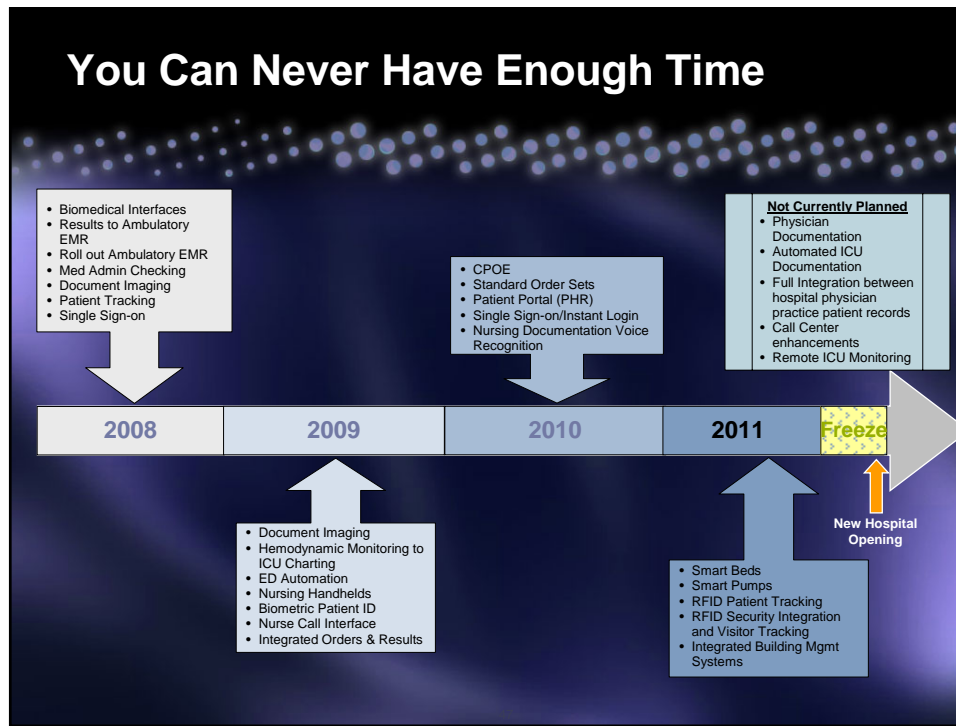 You Can Never Have Enough Time
• Biomedical Interfaces
• Results to Ambulatory
EMR
• Roll out Ambulatory EMR
• Med Admin Checking
• Document Imaging
• Patient Tracking
• Single Sign-on
• CPOE
• Standard Order Sets
• Patient Portal (PHR)
• Single Sign-on/Instant Login
• Nursing Documentation Voice
Recognition
Not Currently Planned
• Physician
Documentation
• Automated ICU
Documentation
• Full Integration between
hospital physician
practice patient records
• Call Center
enhancements
• Remote ICU Monitoring
2008 2009 2010 2011 Freeze
New Hospital
Opening
• Document Imaging
• Hemodynamic Monitoring to
ICU Charting
• ED Automation
• Nursing Handhelds
• Biometric Patient ID
• Nurse Call Interface
• Integrated Orders & Results
• Smart Beds
• Smart Pumps
• RFID Patient Tracking
• RFID Security Integration
and Visitor Tracking
• Integrated Building Mgmt
Systems